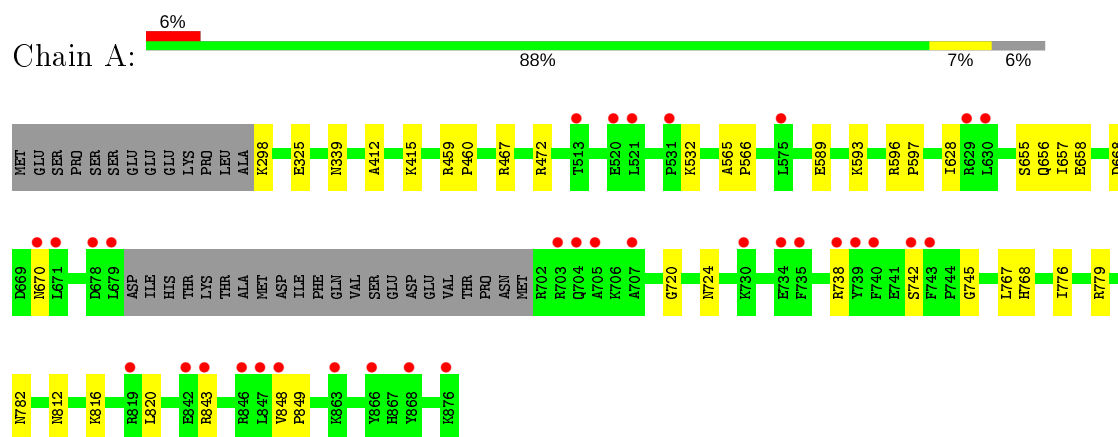 6%
Chain A:
88%
7%
6%
MET GLU SER PRO SER SER GLU GLU GLU LYS PRO LEU ALA K298 E325 N339 A412 K415 R459 P460 R467 R472 T513 E520 L521 P531 K532 A565 P566 L575 E589 K593 R596 P597 I628 R629 L630 S655 Q656 I657 E658 D668
D669 N670 L671 D678 L679 ASP ILE HIS THR LYS THR ALA MET ASP ILE PHE GLN VAL SER GLU ASP GLU VAL THR PRO ASN MET R702 R703 Q704 A705 K706 A707 G720 N724 K730 E734 F735 R738 Y739 F740 E741 S742 F743 P744 G745 L767 H768 I776 R779
N782 N812 K816 R819 L820 E842 R843 R846 L847 V848 P849 K863 Y866 H867 Y868 K876